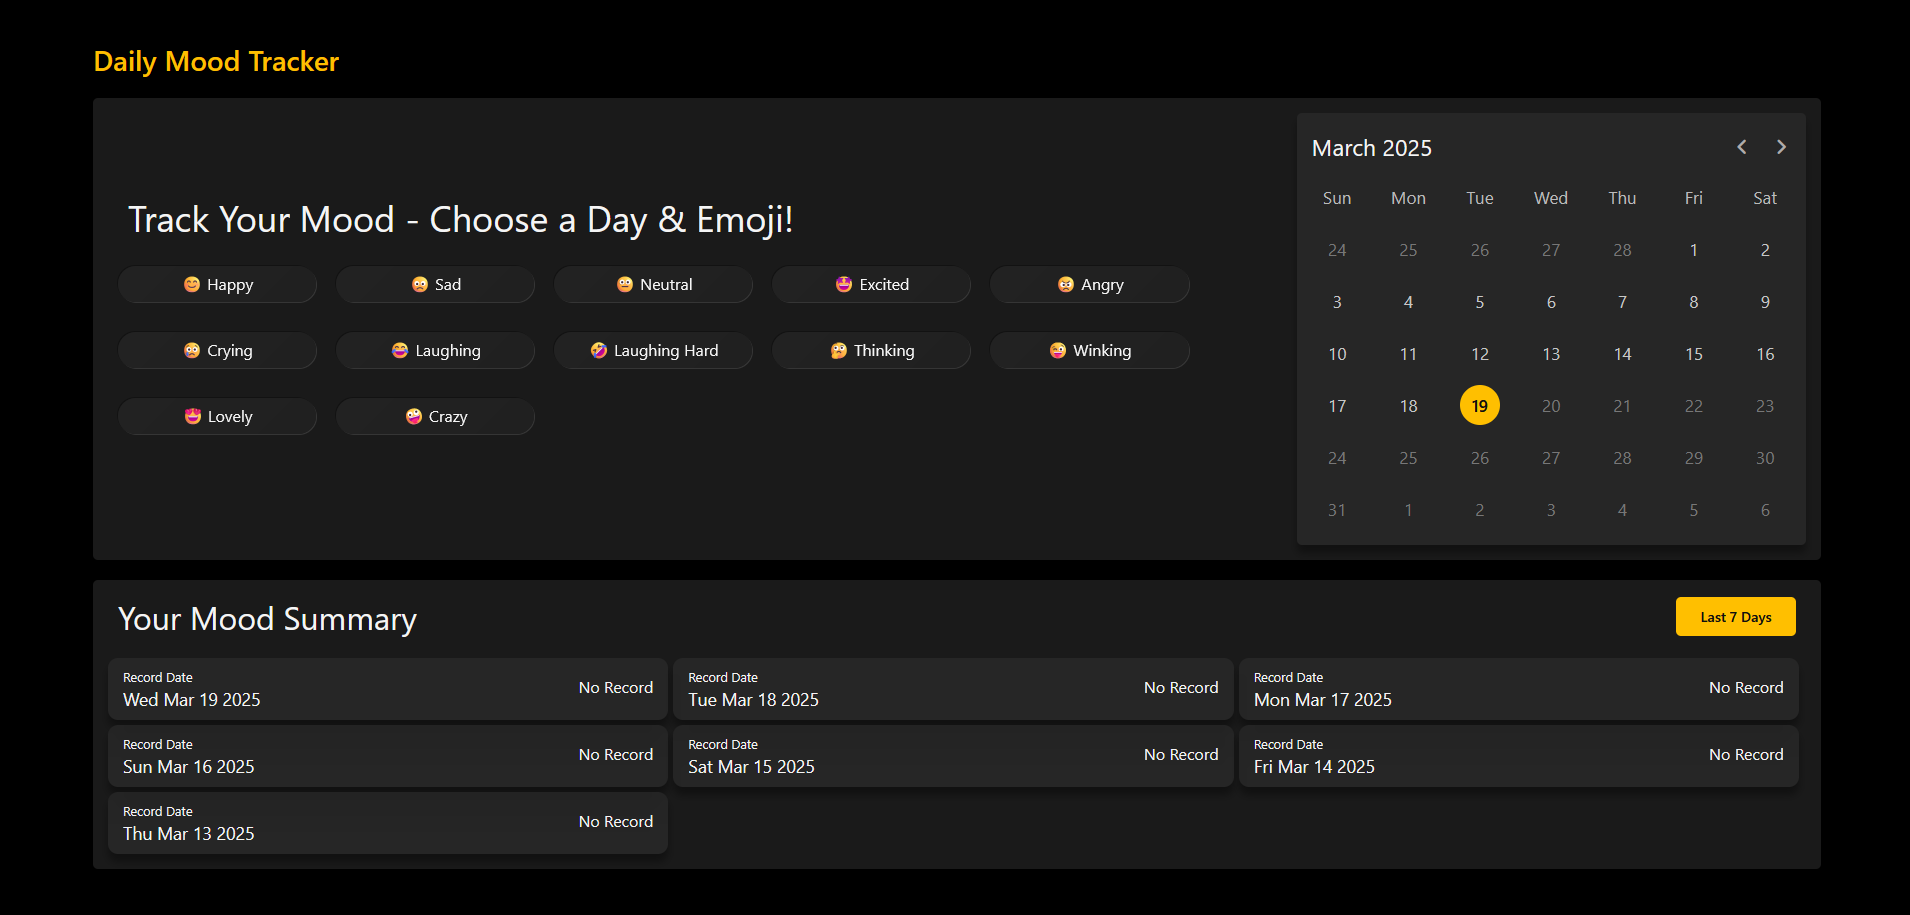 Daily Mood Tracker
Track Your Mood - Choose a Day & Emoji!
😊 Happy
🙁 Sad
😐 Neutral
🤩 Excited
😠 Angry
😢 Crying
😄 Laughing
🤣 Laughing Hard
🤔 Thinking
😜 Winking
😍 Lovely
🤪 Crazy
March 2025
Sun Mon Tue Wed Thu Fri Sat
24 25 26 27 28 1 2
3 4 5 6 7 8 9
10 11 12 13 14 15 16
17 18 19 20 21 22 23
24 25 26 27 28 29 30
31 1 2 3 4 5 6
Your Mood Summary
Last 7 Days
Record Date
Wed Mar 19 2025
No Record
Record Date
Tue Mar 18 2025
No Record
Record Date
Mon Mar 17 2025
No Record
Record Date
Sun Mar 16 2025
No Record
Record Date
Sat Mar 15 2025
No Record
Record Date
Fri Mar 14 2025
No Record
Record Date
Thu Mar 13 2025
No Record